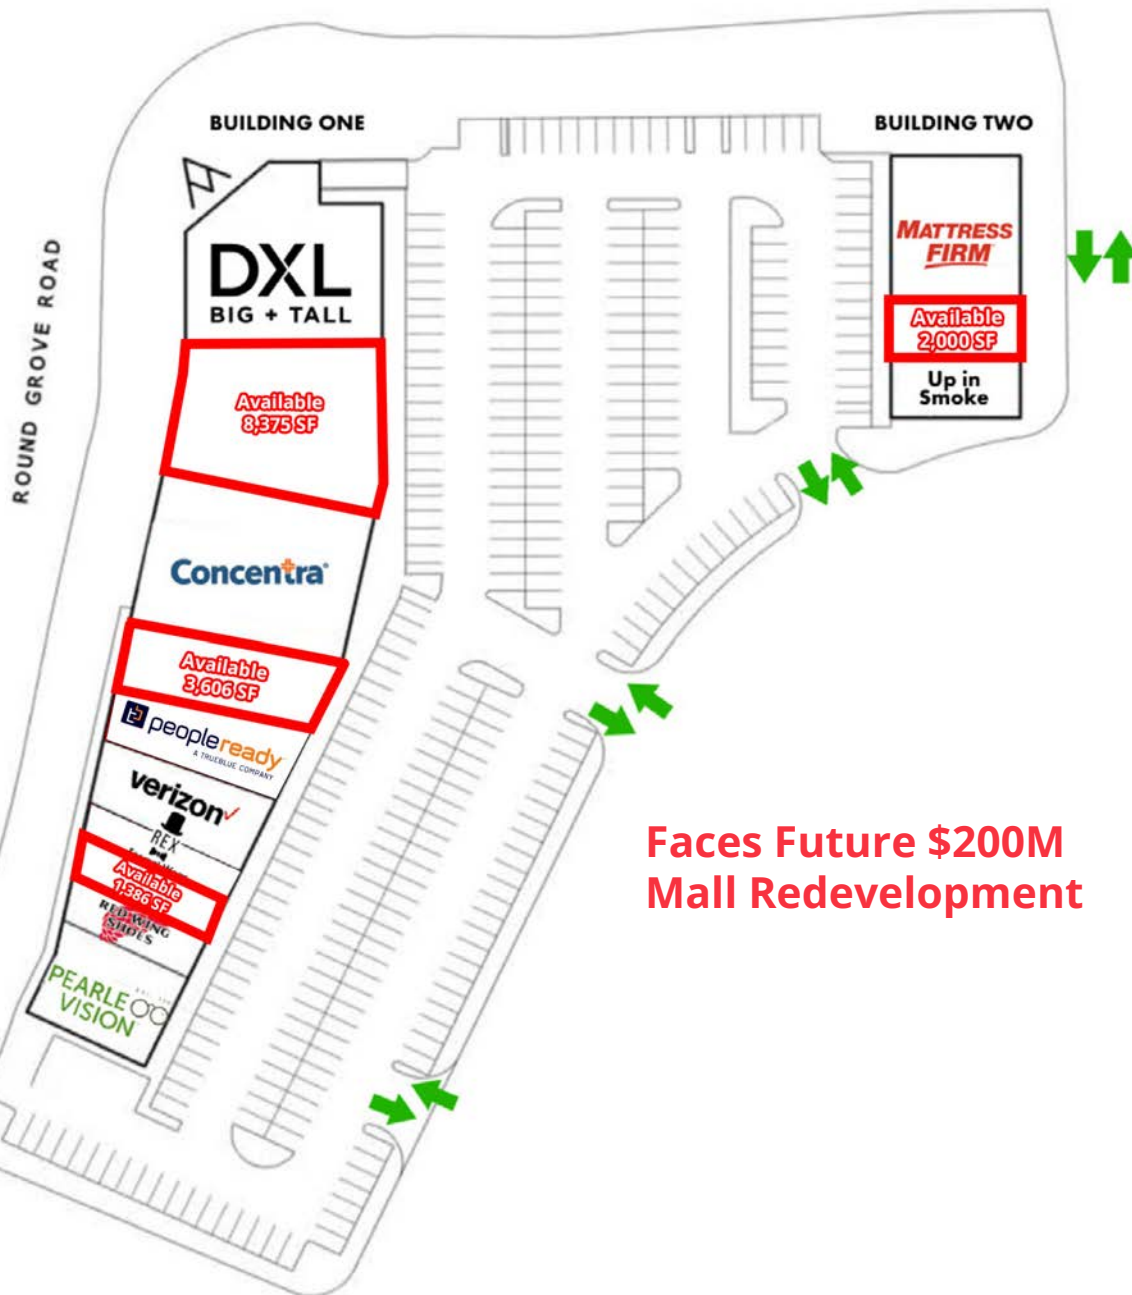 BUILDING ONE
BUILDING TWO
ROUND GROVE ROAD
DXL
BIG + TALL
Available
8,375 SF
Concentra
Available
3,606 SF
peopleready
A TRUEBLUE COMPANY
verizon
REX
Available
1,386 SF
RED WING
SHOES
PEARLE
VISION
MATTRESS
FIRM
Available
2,000 SF
Up in
Smoke
Faces Future $200M
Mall Redevelopment